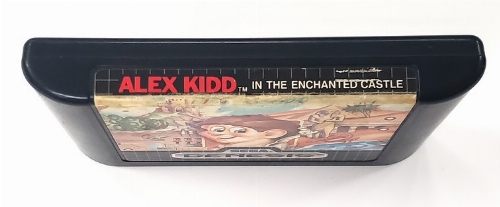 ALEX KIDD™ IN THE ENCHANTED CASTLE
SEGA
GENESIS